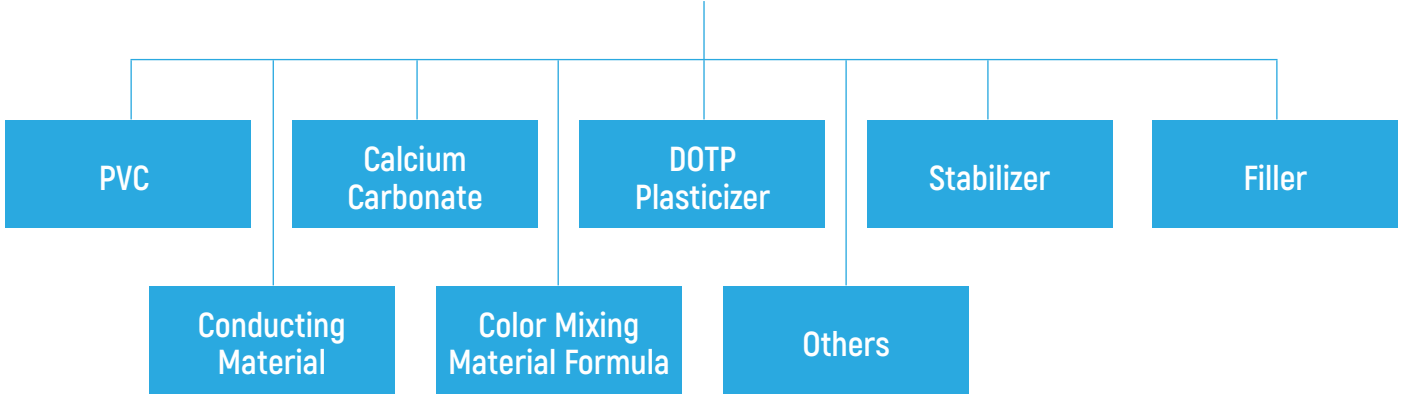 PVC
Calcium
Carbonate
DOTP
Plasticizer
Stabilizer
Filler
Conducting
Material
Color Mixing
Material Formula
Others